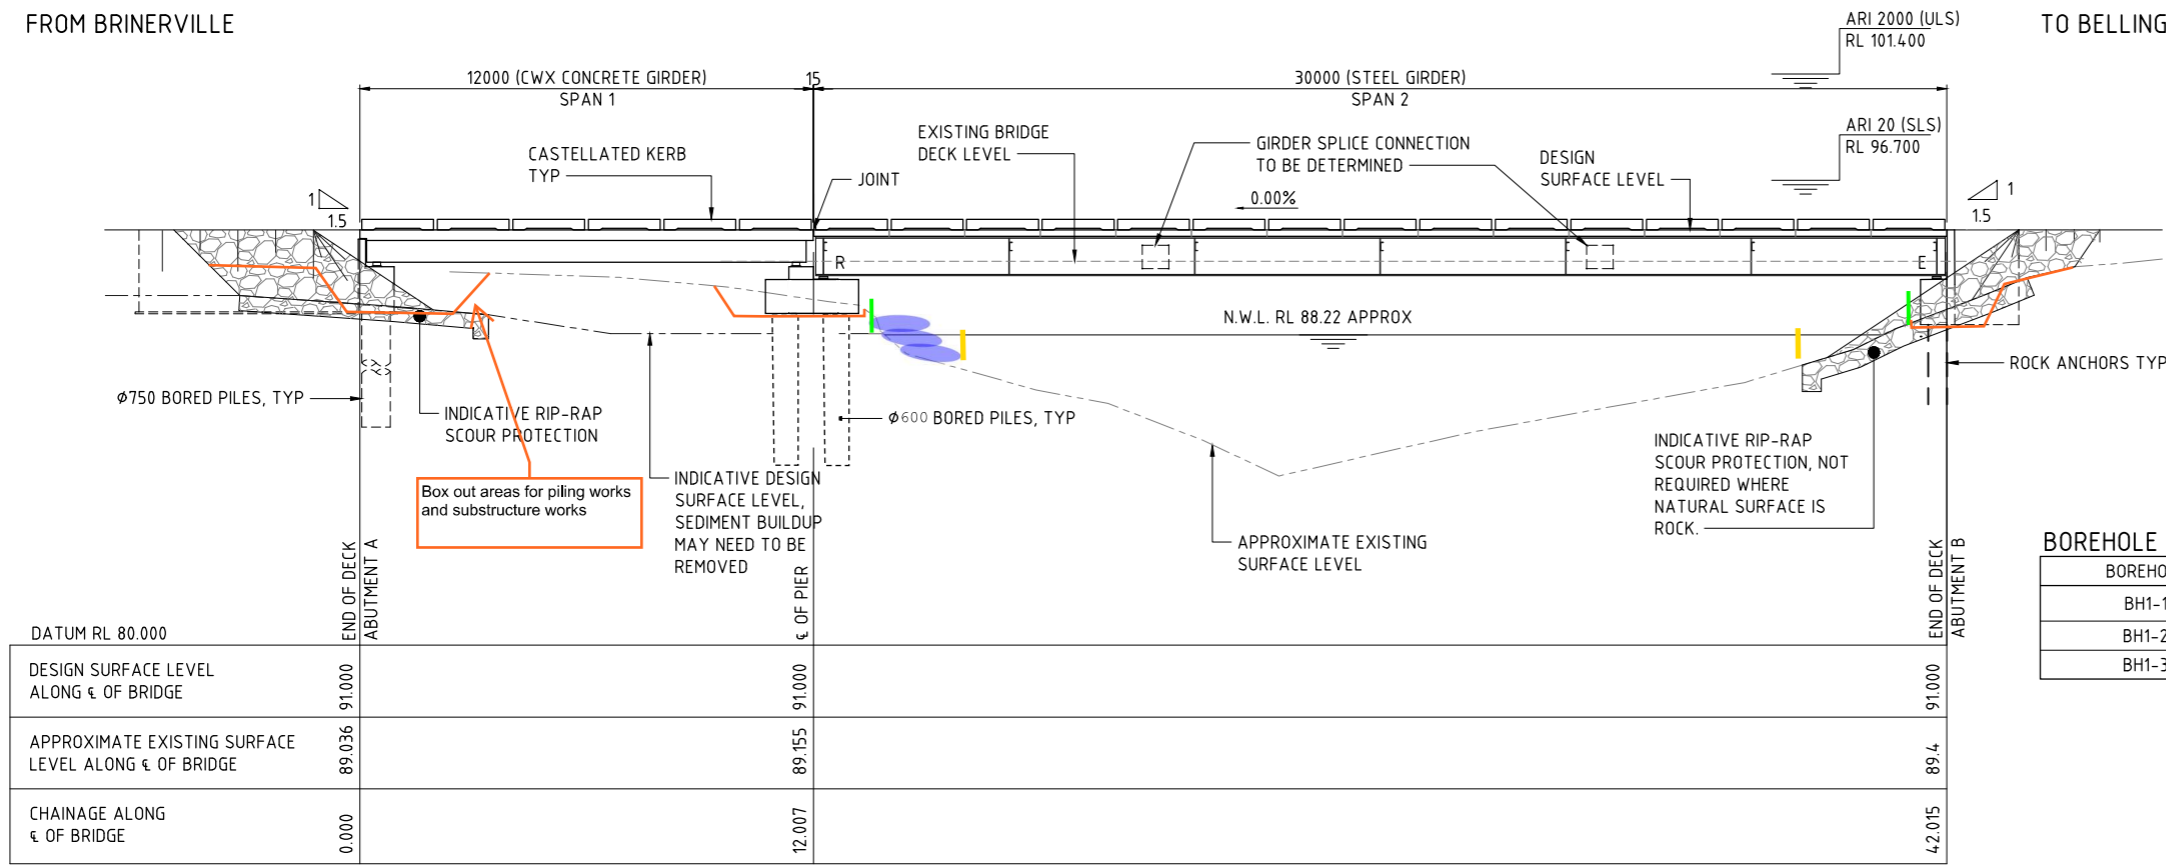 FROM BRINERVILLE
ARI 2000 (ULS)
RL 101.400
TO BELLING
12000 (CWX CONCRETE GIRDER)
SPAN 1
15
30000 (STEEL GIRDER)
SPAN 2
ARI 20 (SLS)
RL 96.700
CASTELLATED KERB
TYP
JOINT
EXISTING BRIDGE
DECK LEVEL
GIRDER SPLICE CONNECTION
TO BE DETERMINED
DESIGN
SURFACE LEVEL
0.00%
1
1.5
1
1.5
R
E
N.W.L. RL 88.22 APPROX
Ø750 BORED PILES, TYP
INDICATIVE RIP-RAP
SCOUR PROTECTION
Ø600 BORED PILES, TYP
ROCK ANCHORS TYP
Box out areas for piling works
and substructure works
INDICATIVE DESIGN
SURFACE LEVEL,
SEDIMENT BUILDUP
MAY NEED TO BE
REMOVED
APPROXIMATE EXISTING
SURFACE LEVEL
INDICATIVE RIP-RAP
SCOUR PROTECTION, NOT
REQUIRED WHERE
NATURAL SURFACE IS
ROCK.
END OF DECK
ABUTMENT A
℄ OF PIER
END OF DECK
ABUTMENT B
BOREHOLE
BOREHO
BH1-1
BH1-2
BH1-3
DATUM RL 80.000
DESIGN SURFACE LEVEL
ALONG ℄ OF BRIDGE
91.000
91.000
91.000
APPROXIMATE EXISTING SURFACE
LEVEL ALONG ℄ OF BRIDGE
89.036
89.155
89.4
CHAINAGE ALONG
℄ OF BRIDGE
0.000
12.007
42.015